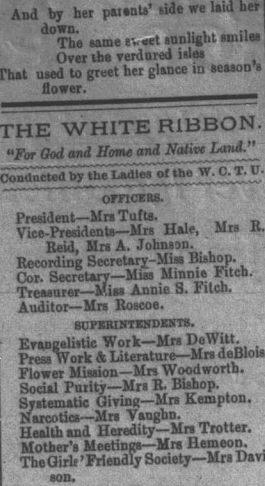 And by her parents' side we laid her
down.
The same sweet sunlight smiles
Over the verdured isles
That used to greet her glance in season's
flower.
THE WHITE RIBBON.
"For God and Home and Native Land."
Conducted by the Ladies of the W. C. T. U.
OFFICERS.
President—Mrs Tufts.
Vice-Presidents—Mrs Hale, Mrs R.
Reid, Mrs A. Johnson.
Recording Secretary-Miss Bishop.
Cor. Secretary—Miss Minnie Fitch.
Treasurer—Miss Annie S. Fitch.
Auditor—Mrs Roscoe.
SUPERINTENDENTS.
Evangelistic Work—Mrs DeWitt.
Press Work & Literature—Mrs deBlois
Flower Mission—Mrs Woodworth.
Social Purity—Mrs R. Bishop.
Systematic Giving—Mrs Kempton.
Narcotics—Mrs Vaughn.
Health and Heredity—Mrs Trotter.
Mother's Meetings—Mrs Hemeon.
The Girls' Friendly Society—Mrs Davi
son.